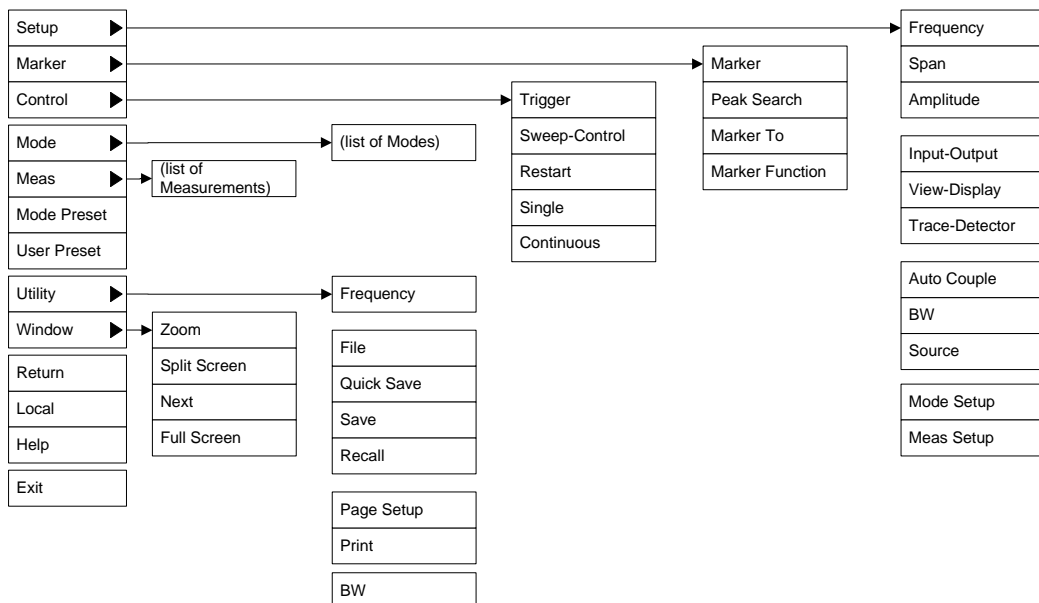 Setup
Marker
Control
Mode
Meas
Mode Preset
User Preset
Utility
Window
Return
Local
Help
Exit
(list of
Measurements)
Zoom
Split Screen
Next
Full Screen
(list of Modes)
Frequency
File
Quick Save
Save
Recall
Page Setup
Print
BW
Trigger
Sweep-Control
Restart
Single
Continuous
Marker
Peak Search
Marker To
Marker Function
Frequency
Span
Amplitude
Input-Output
View-Display
Trace-Detector
Auto Couple
BW
Source
Mode Setup
Meas Setup